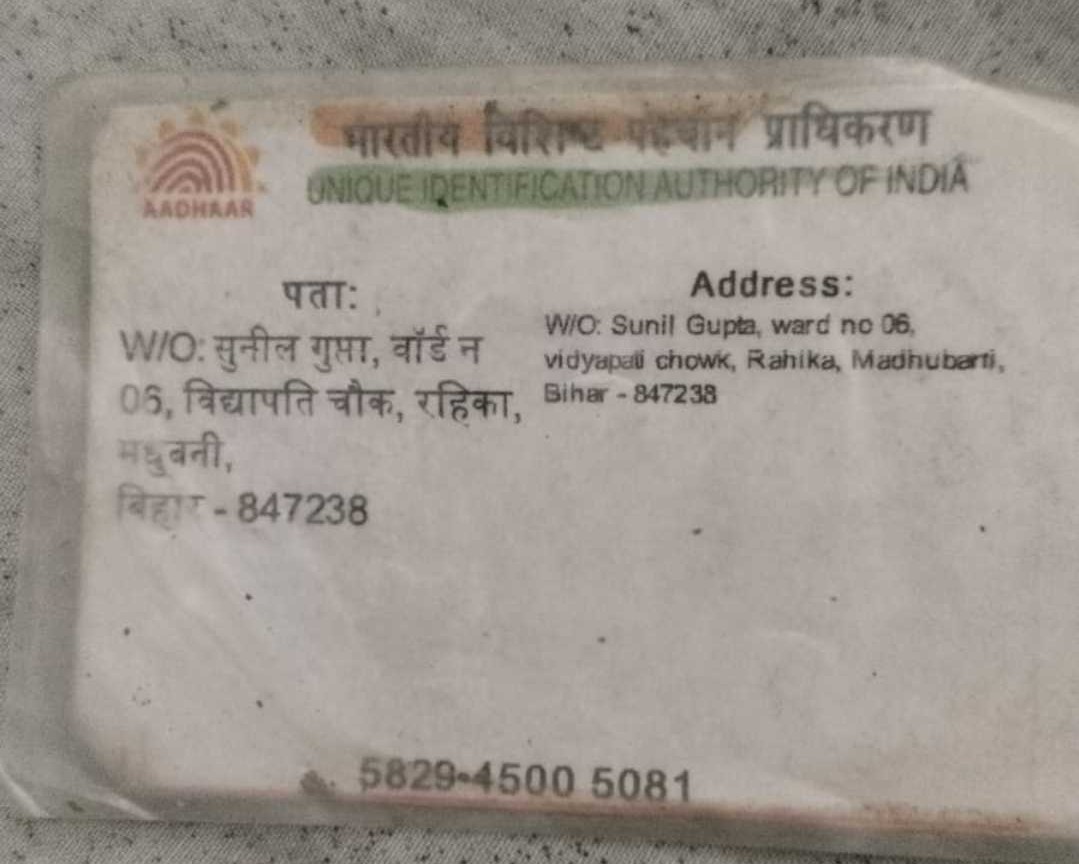 भारतीय विशिष्ट पहचान प्राधिकरण
UNIQUE IDENTIFICATION AUTHORITY OF INDIA
AADHAAR
पता:
W/O: सुनील गुप्ता, वॉर्ड न
06, विद्यापति चौक, रहिका,
मधुबनी,
बिहार - 847238
Address:
W/O: Sunil Gupta, ward no 06,
vidyapati chowk, Rahika, Madhubani,
Bihar - 847238
5829 4500 5081